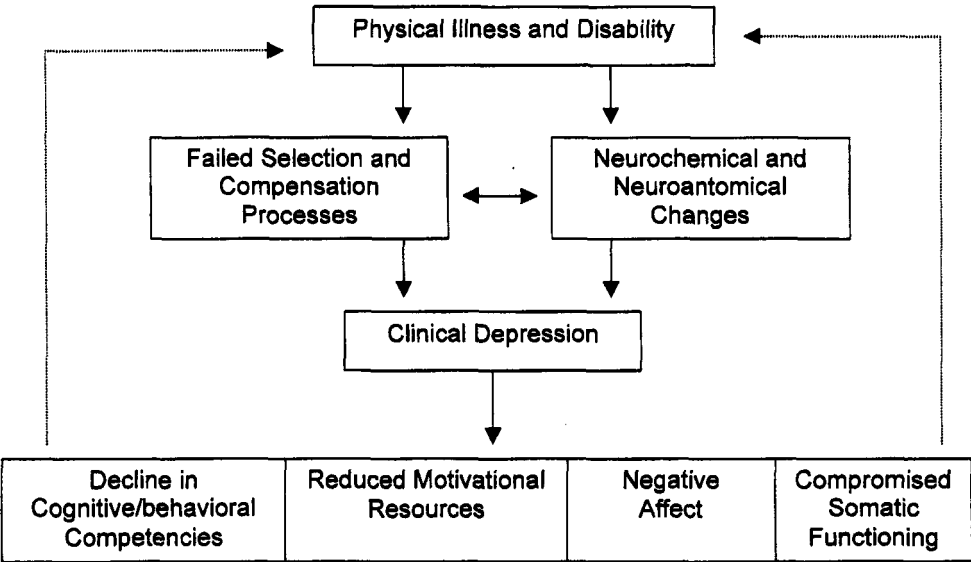 Physical Illness and Disability
Failed Selection and
Compensation
Processes
Neurochemical and
Neuroantomical
Changes
Clinical Depression
Decline in
Cognitive/behavioral
Competencies
Reduced Motivational
Resources
Negative
Affect
Compromised
Somatic
Functioning